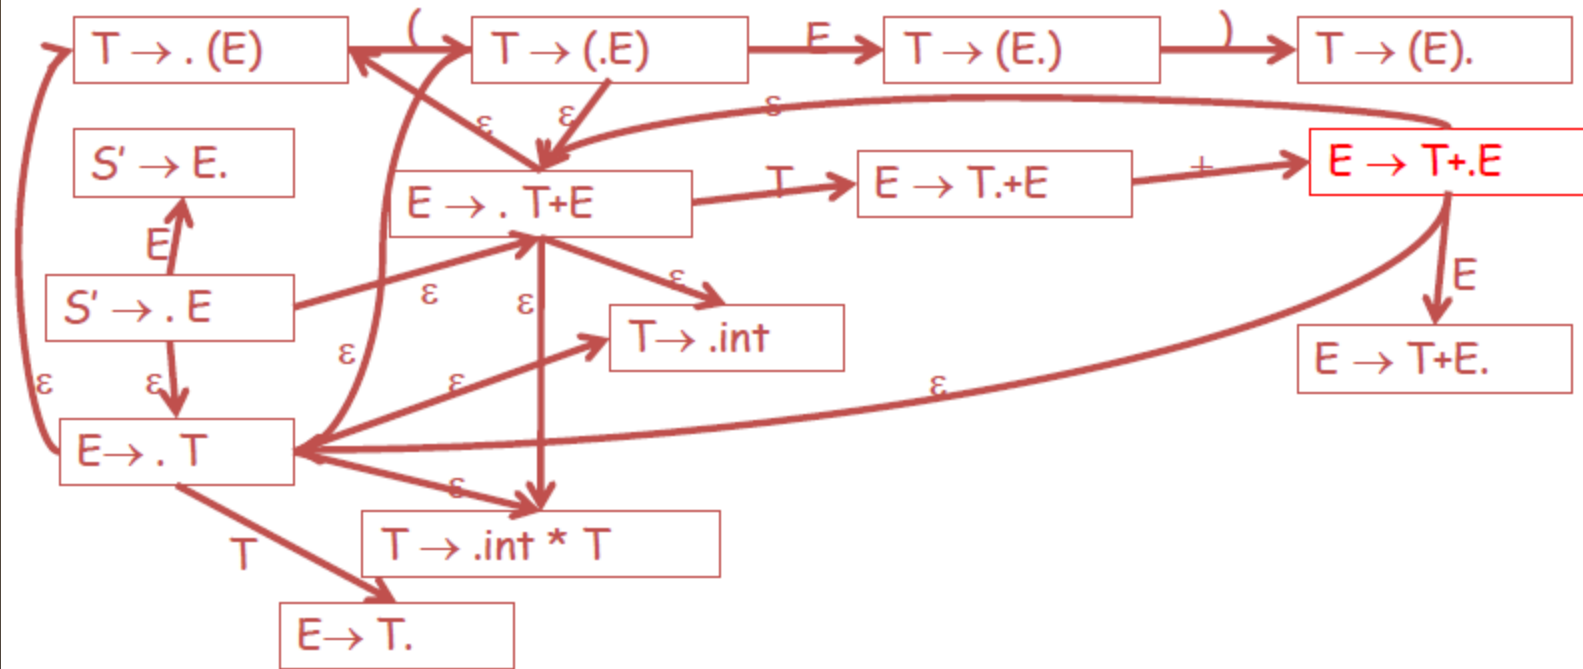 (
T → . (E)
T → (.E)
E
T → (E.)
)
T → (E).
ε
ε
ε
S' → E.
E → T+.E
E → . T+E
T
E → T.+E
+
E
S' → . E
ε
ε
ε
E
T→ .int
ε
E → T+E.
ε
ε
ε
ε
E→ . T
ε
T → .int * T
T
E→ T.